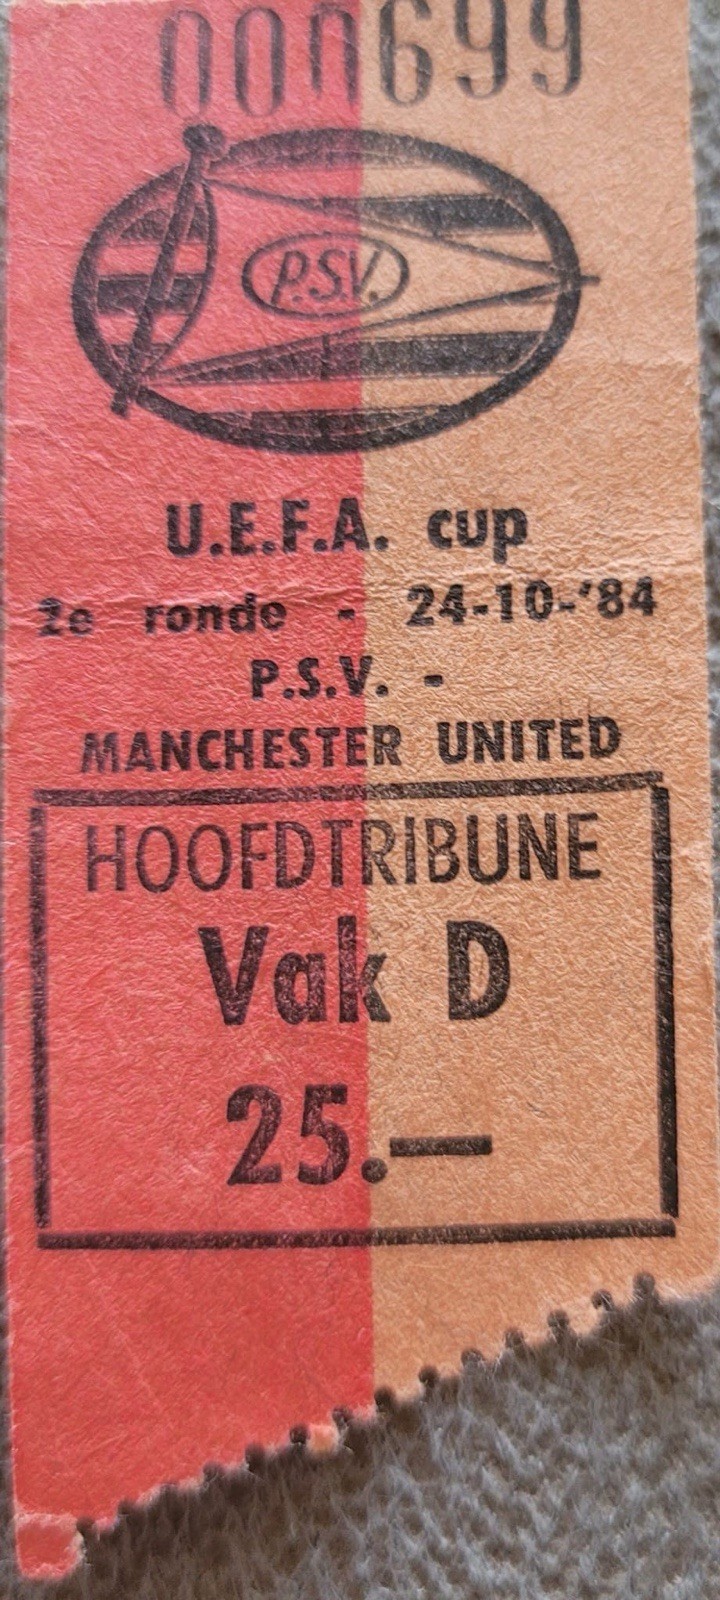 000699
P.S.V.
U.E.F.A. cup
2e ronde - 24-10-'84
P.S.V. -
MANCHESTER UNITED
HOOFDTRIBUNE
Vak D
25.—